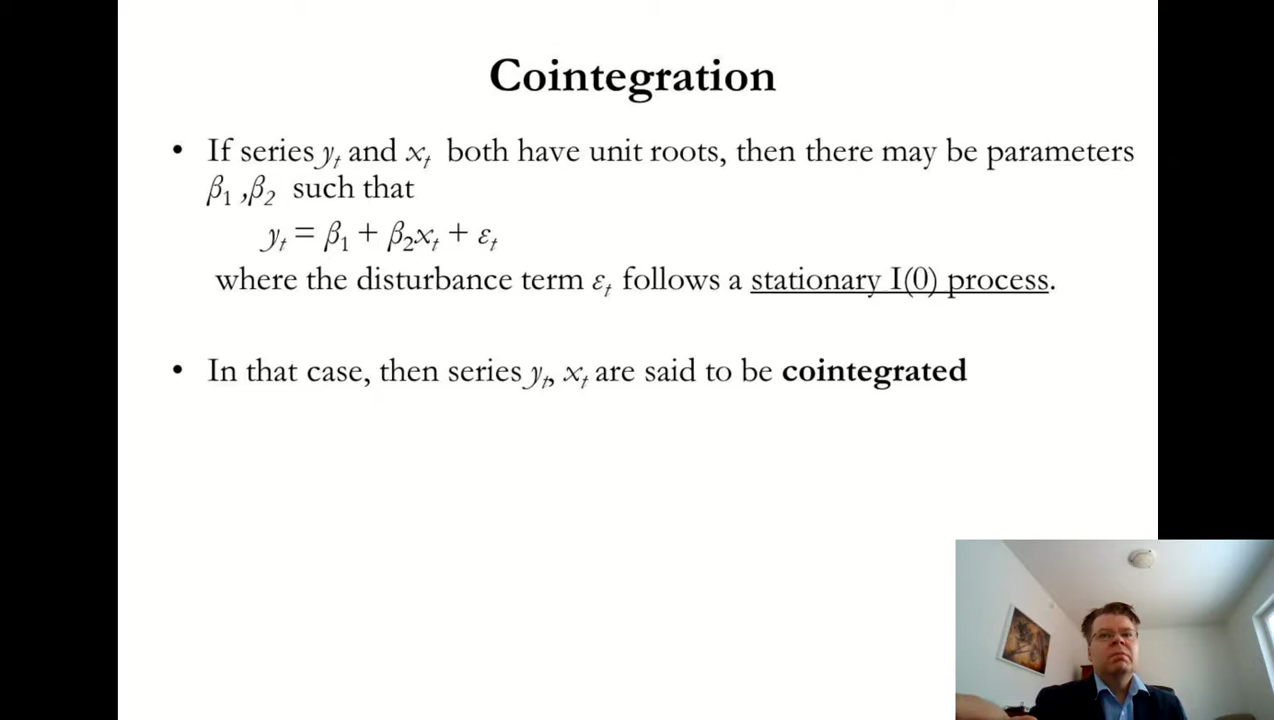 Cointegration
• If series yₜ and xₜ both have unit roots, then there may be parameters
β₁ ,β₂ such that
yₜ = β₁ + β₂xₜ + εₜ
where the disturbance term εₜ follows a stationary I(0) process.
• In that case, then series yₜ, xₜ are said to be cointegrated